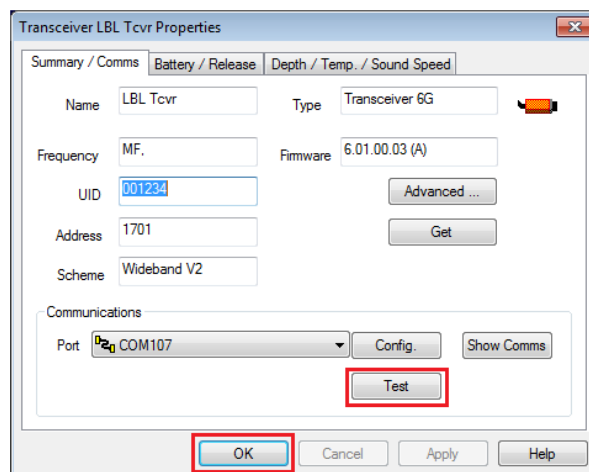 Transceiver LBL Tcvr Properties
Summary / Comms Battery / Release Depth / Temp. / Sound Speed
Name LBL Tcvr Type Transceiver 6G
Frequency MF, Firmware 6.01.00.03 (A)
UID 001234 Advanced ...
Address 1701 Get
Scheme Wideband V2
Communications
Port COM107 Config. Show Comms
Test
OK Cancel Apply Help